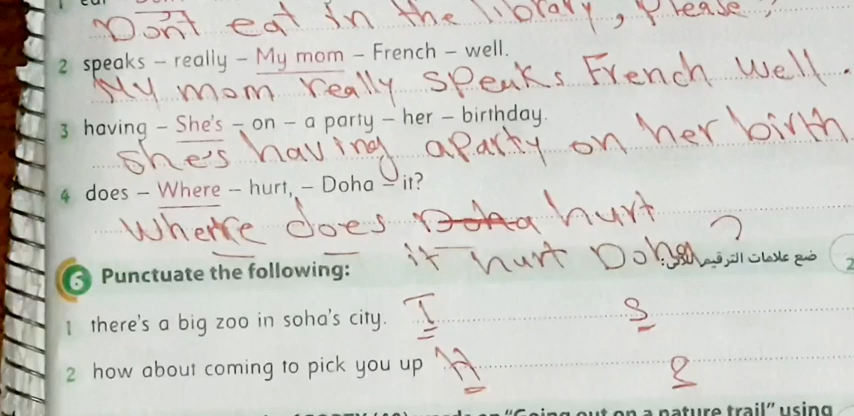 Don't eat in the library, please,
2 speaks – really – My mom – French – well.
My mom really speaks French well.
3 having – She's – on – a party – her – birthday.
she's having a party on her birth
4 does – Where – hurt, – Doha – it?
Where does Doha hurt
it hurt Doha ?
6 Punctuate the following: ضع علامات الترقيم
1 there's a big zoo in soha's city. T S
2 how about coming to pick you up H ?
"Going out on a nature trail" using